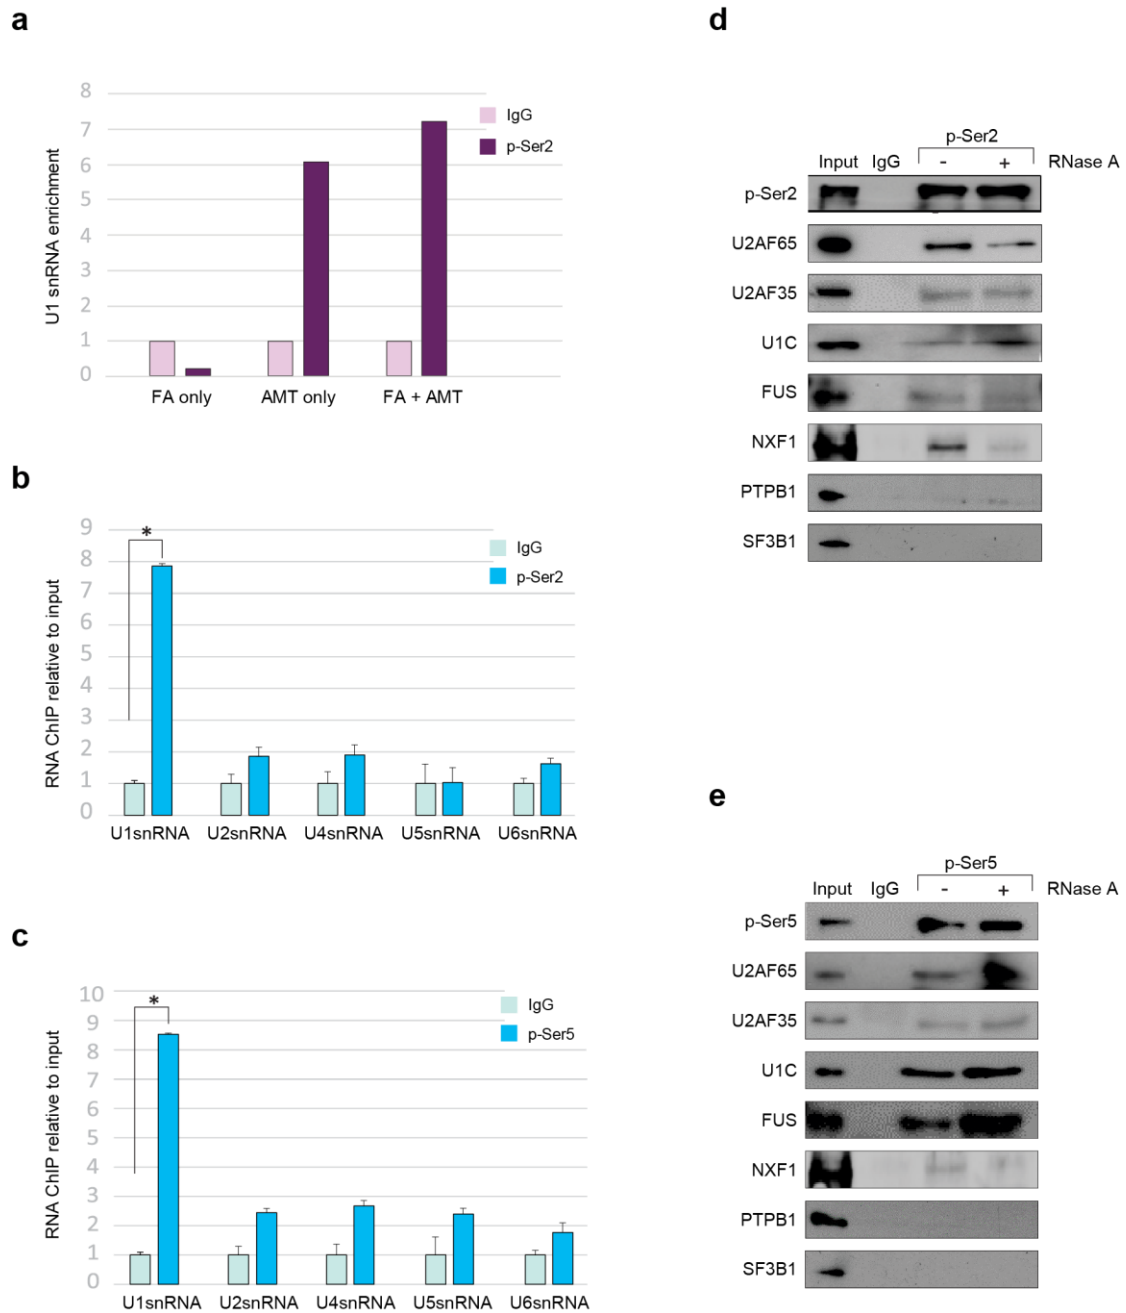 a
U1 snRNA enrichment
8
7
6
5
4
3
2
1
0
IgG
p-Ser2
FA only AMT only FA + AMT
b
RNA ChIP relative to input
9
8
7
6
5
4
3
2
1
0
*
IgG
p-Ser2
U1snRNA U2snRNA U4snRNA U5snRNA U6snRNA
c
RNA ChIP relative to input
10
9
8
7
6
5
4
3
2
1
0
*
IgG
p-Ser5
U1snRNA U2snRNA U4snRNA U5snRNA U6snRNA
d
p-Ser2
Input IgG - + RNase A
p-Ser2
U2AF65
U2AF35
U1C
FUS
NXF1
PTPB1
SF3B1
e
p-Ser5
Input IgG - + RNase A
p-Ser5
U2AF65
U2AF35
U1C
FUS
NXF1
PTPB1
SF3B1